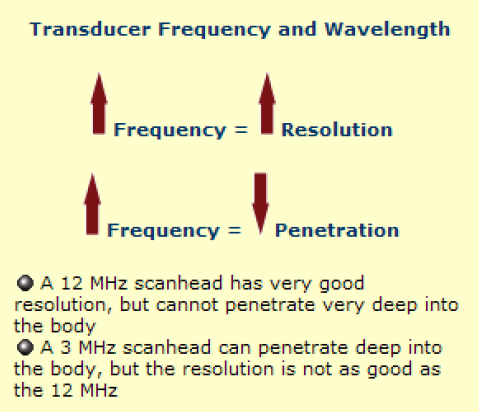 Transducer Frequency and Wavelength
Frequency = Resolution
Frequency = Penetration
A 12 MHz scanhead has very good
resolution, but cannot penetrate very deep into
the body
A 3 MHz scanhead can penetrate deep into
the body, but the resolution is not as good as
the 12 MHz